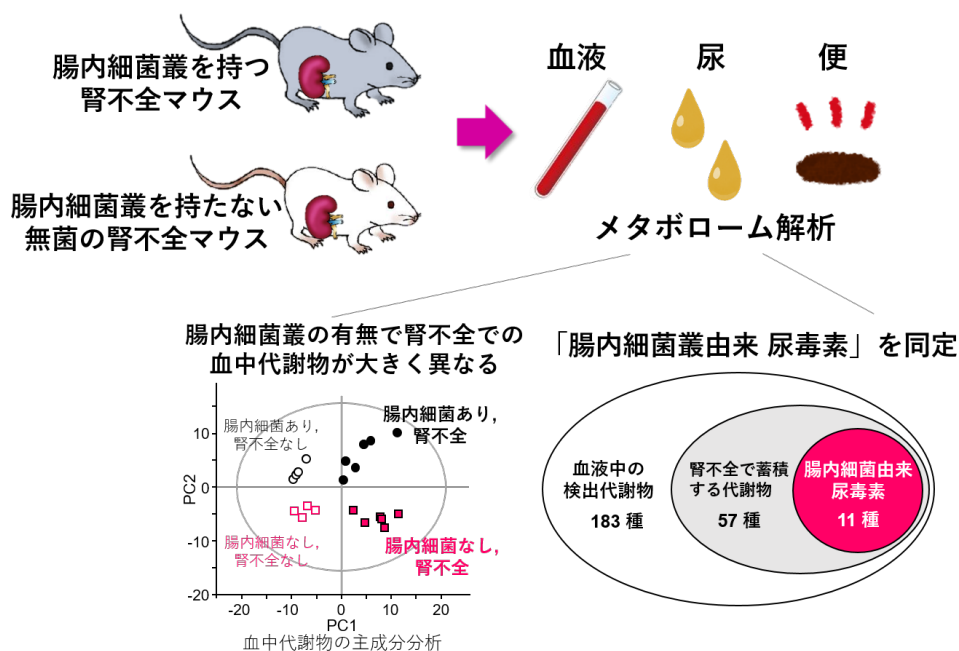 腸内細菌叢を持つ
腎不全マウス
腸内細菌叢を持たない
無菌の腎不全マウス
血液
尿
便
メタボローム解析
腸内細菌叢の有無で腎不全での
血中代謝物が大きく異なる
腸内細菌あり,
腎不全なし
腸内細菌あり,
腎不全
腸内細菌なし,
腎不全なし
腸内細菌なし,
腎不全
PC2
10
0
-10
-20
-20
-10
0
10
20
PC1
血中代謝物の主成分分析
「腸内細菌叢由来 尿毒素」を同定
血液中の
検出代謝物
183 種
腎不全で蓄積
する代謝物
57 種
腸内細菌由来
尿毒素
11 種